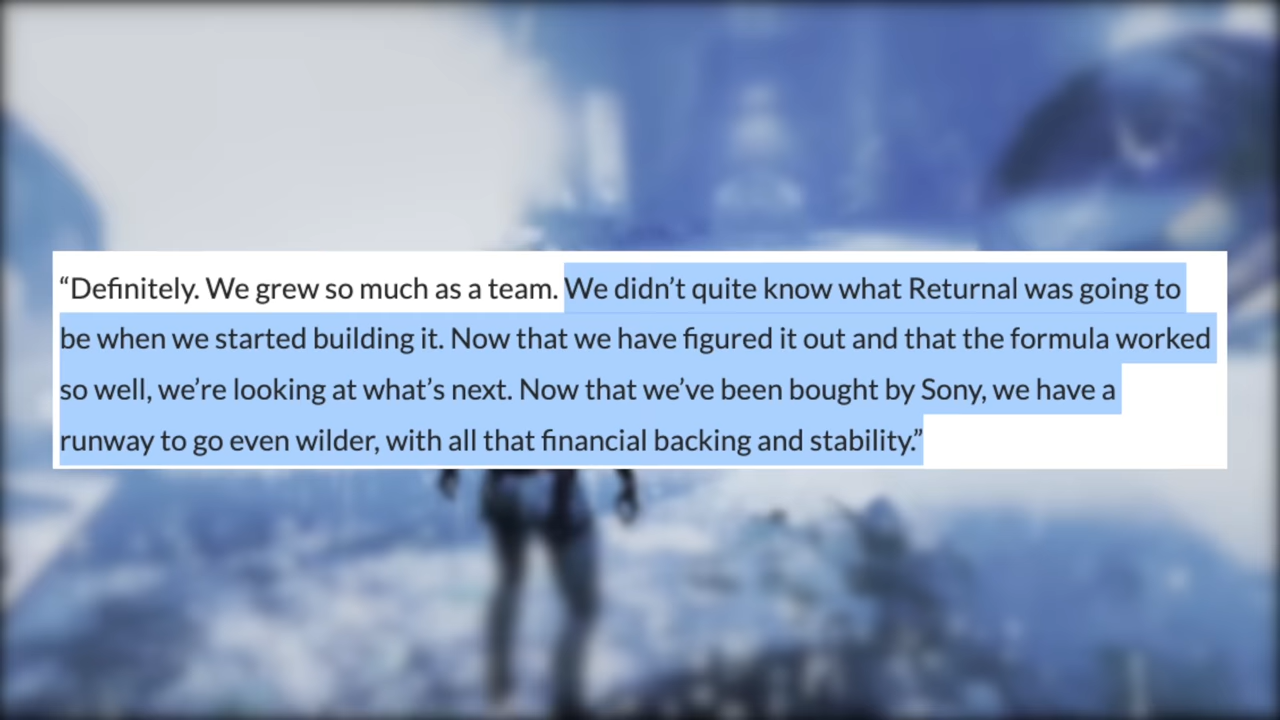 “Definitely. We grew so much as a team. We didn’t quite know what Returnal was going to
be when we started building it. Now that we have figured it out and that the formula worked
so well, we’re looking at what’s next. Now that we’ve been bought by Sony, we have a
runway to go even wilder, with all that financial backing and stability.”